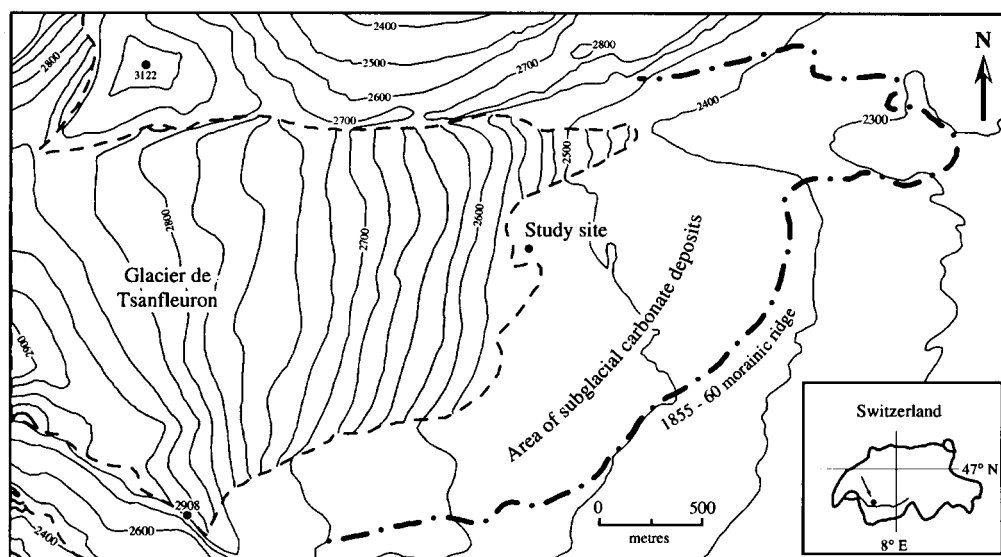 2400
2800
3122
2500
2800
2700
N
2600
2400
2700
2300
2500
2800
2600
2700
Study site
Glacier de
Tsanfleuron
Area of subglacial carbonate deposits
1855 - 60 morainic ridge
2900
Switzerland
47° N
2908
0 500
metres
2600
2400
8° E